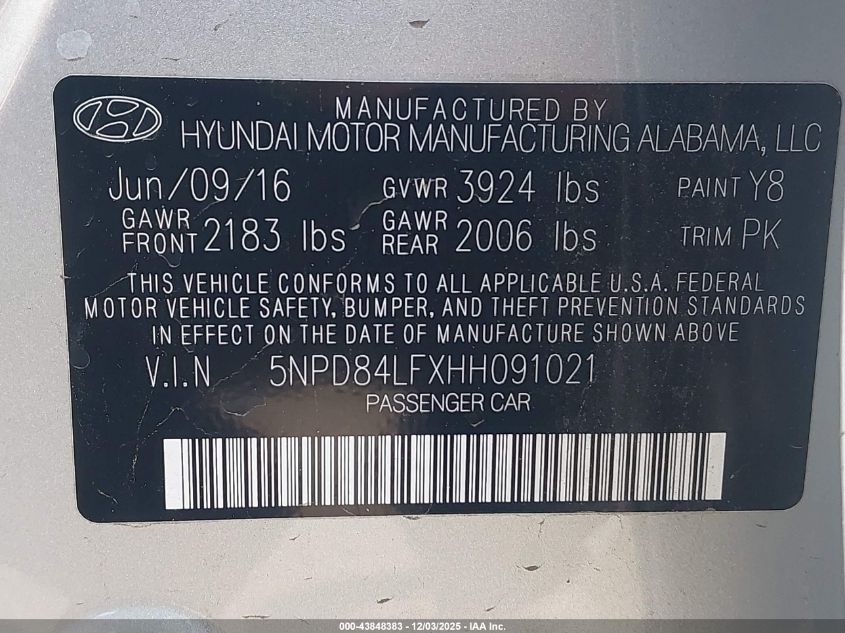 MANUFACTURED BY
HYUNDAI MOTOR MANUFACTURING ALABAMA, LLC
Jun/09/16 GVWR 3924 lbs PAINT Y8
GAWR FRONT 2183 lbs GAWR REAR 2006 lbs TRIM PK
THIS VEHICLE CONFORMS TO ALL APPLICABLE U.S.A. FEDERAL
MOTOR VEHICLE SAFETY, BUMPER, AND THEFT PREVENTION STANDARDS
IN EFFECT ON THE DATE OF MANUFACTURE SHOWN ABOVE
V.I.N 5NPD84LFXHH091021
PASSENGER CAR
000-43848383 - 12/03/2025 - IAA Inc.